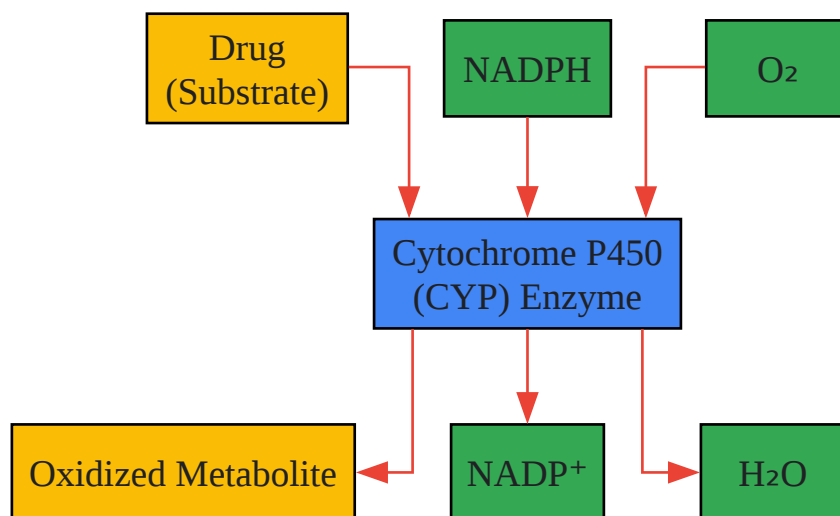 Drug
(Substrate)
NADPH
O₂
Cytochrome P450
(CYP) Enzyme
Oxidized Metabolite
NADP⁺
H₂O